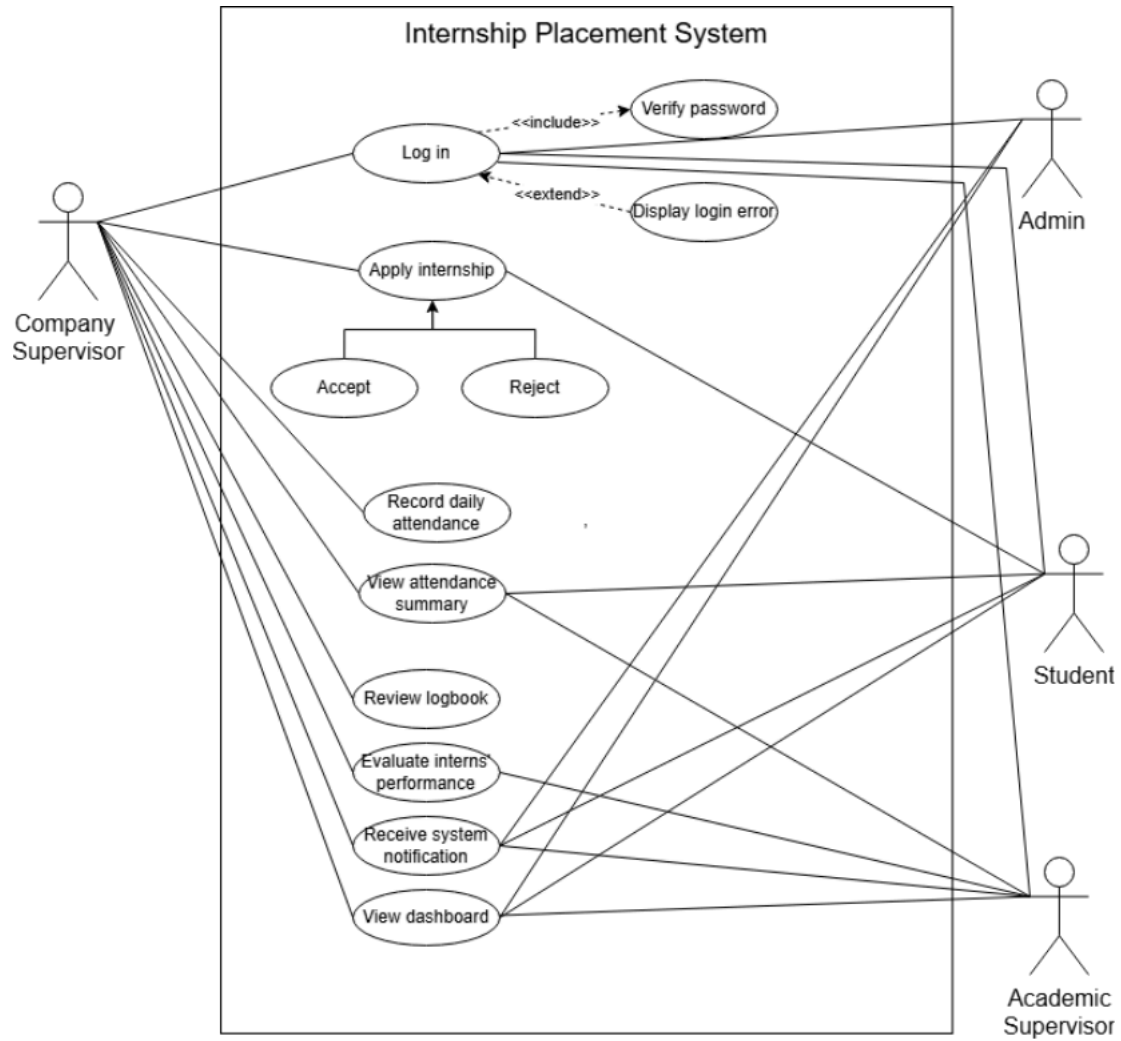 Internship Placement System
Verify password
<<include>>
Log in
<<extend>>
Display login error
Admin
Apply internship
Company
Supervisor
Accept
Reject
Record daily
attendance
,
View attendance
summary
Student
Review logbook
Evaluate interns'
performance
Receive system
notification
View dashboard
Academic
Supervisor